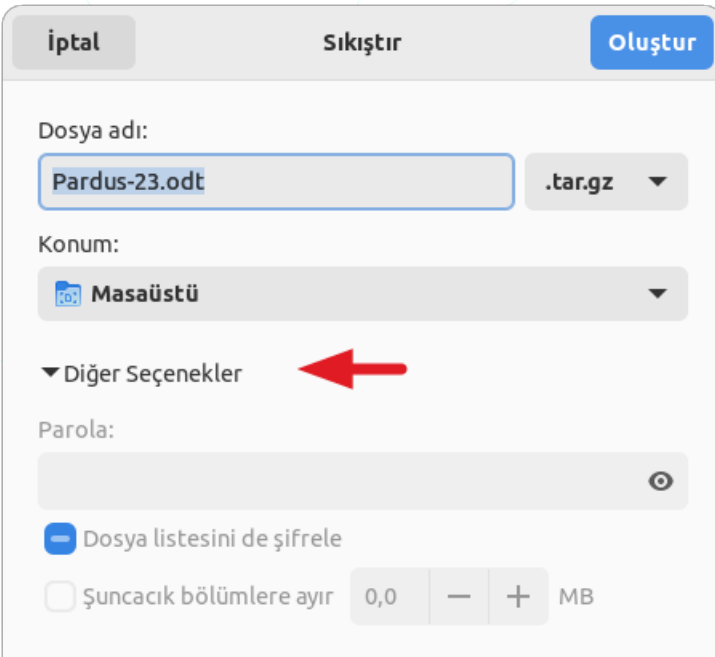 İptal Sıkıştır Oluştur
Dosya adı:
Pardus-23.odt .tar.gz
Konum:
Masaüstü
Diğer Seçenekler
Parola:
Dosya listesini de şifrele
Şuncacık bölümlere ayır 0,0 — + MB